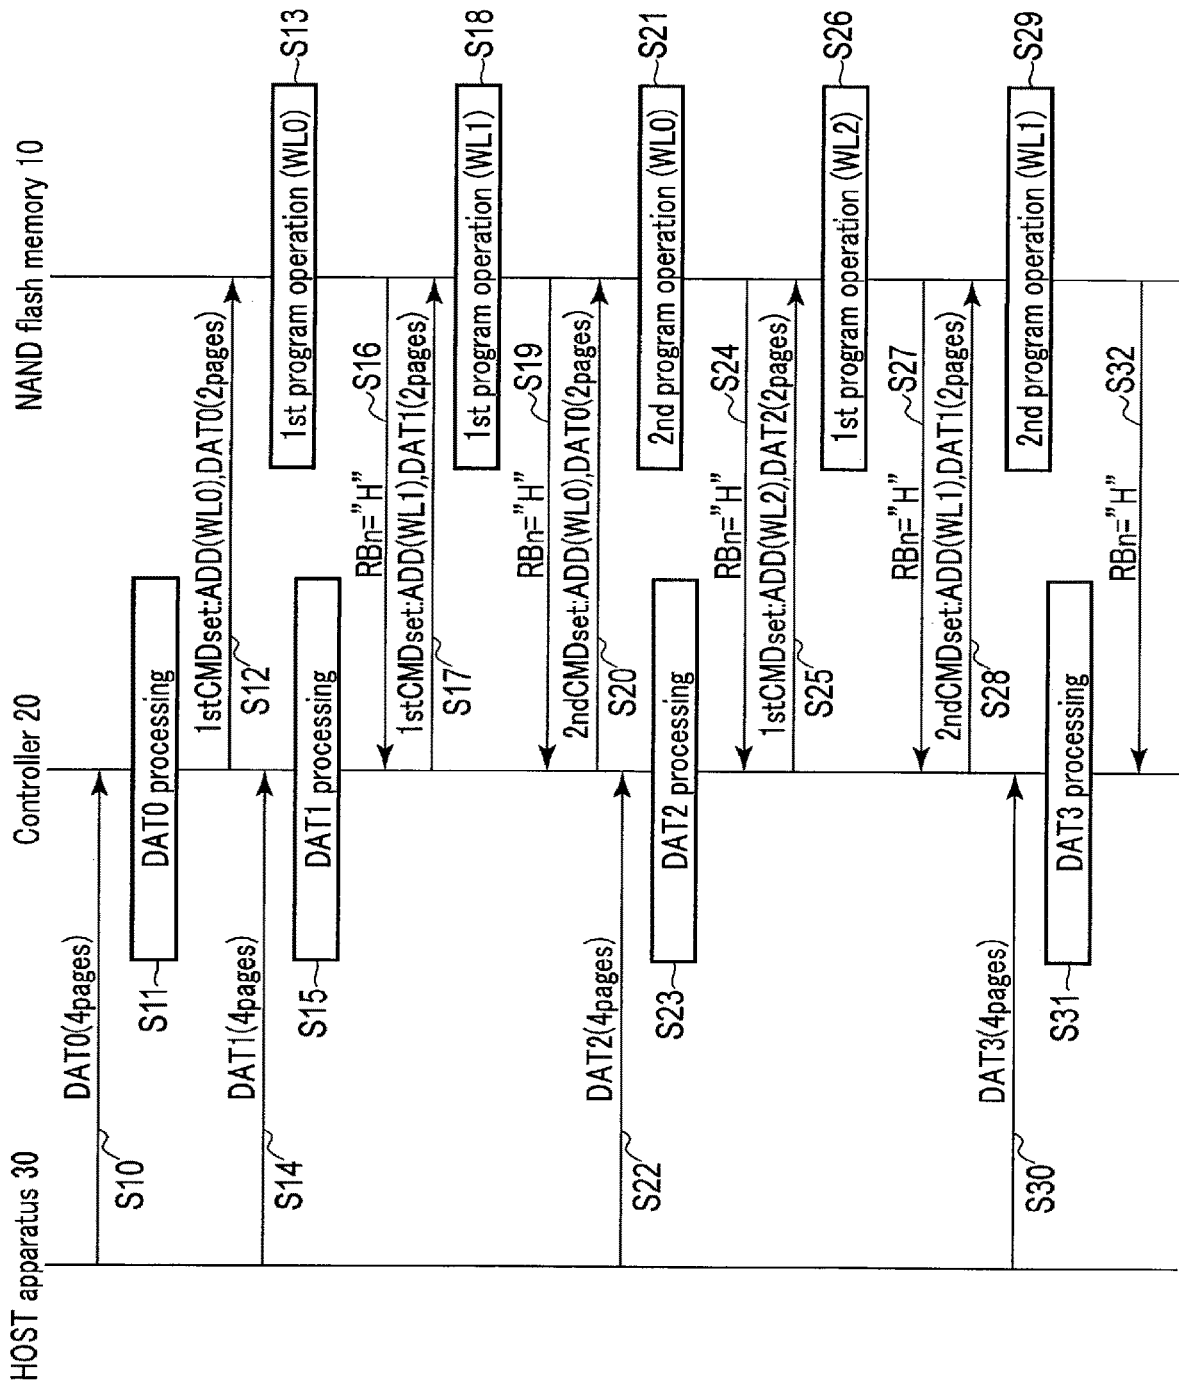 HOST apparatus 30
Controller 20
NAND flash memory 10
DAT0(4pages)
S10
DAT0 processing
S11
1stCMDset:ADD(WL0),DAT0(2pages)
S12
1st program operation (WL0)
S13
DAT1(4pages)
S14
DAT1 processing
S15
RBn="H"
S16
1stCMDset:ADD(WL1),DAT1(2pages)
S17
1st program operation (WL1)
S18
RBn="H"
S19
2ndCMDset:ADD(WL0),DAT0(2pages)
S20
2nd program operation (WL0)
S21
DAT2(4pages)
S22
DAT2 processing
S23
RBn="H"
S24
1stCMDset:ADD(WL2),DAT2(2pages)
S25
1st program operation (WL2)
S26
RBn="H"
S27
2ndCMDset:ADD(WL1),DAT1(2pages)
S28
2nd program operation (WL1)
S29
DAT3(4pages)
S30
DAT3 processing
S31
RBn="H"
S32